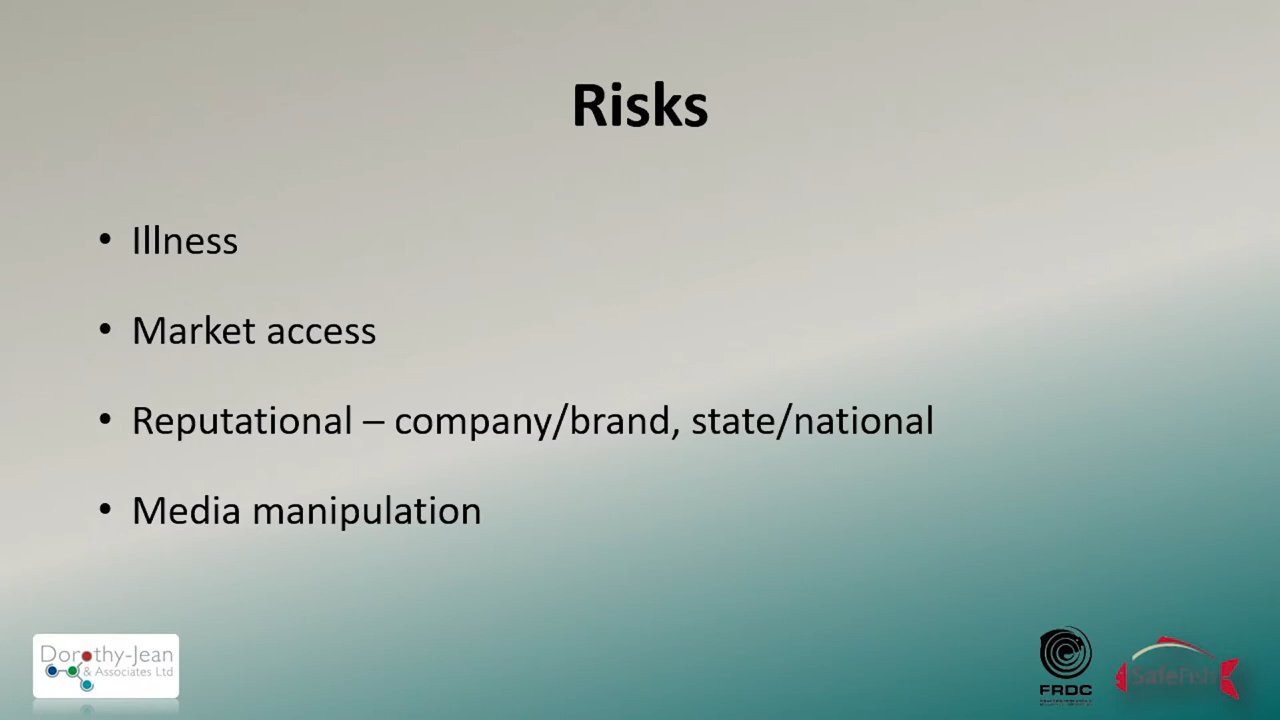 Risks
• Illness
• Market access
• Reputational – company/brand, state/national
• Media manipulation
Dorothy-Jean
& Associates Ltd
FRDC
SafeFish